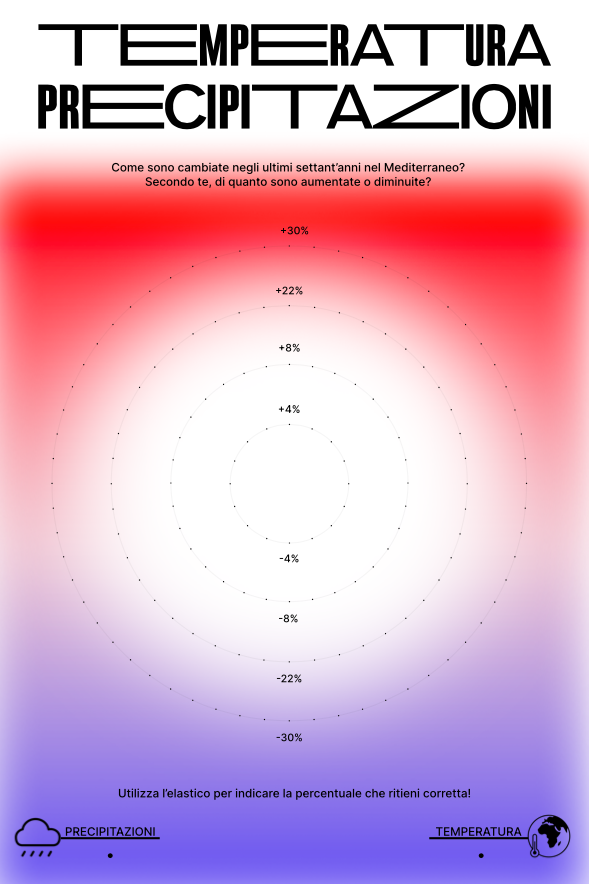 TEMPERATURA
PRECIPITAZIONI
Come sono cambiate negli ultimi settant’anni nel Mediterraneo?
Secondo te, di quanto sono aumentate o diminuite?
+30%
+22%
+8%
+4%
-4%
-8%
-22%
-30%
Utilizza l’elastico per indicare la percentuale che ritieni corretta!
PRECIPITAZIONI
TEMPERATURA